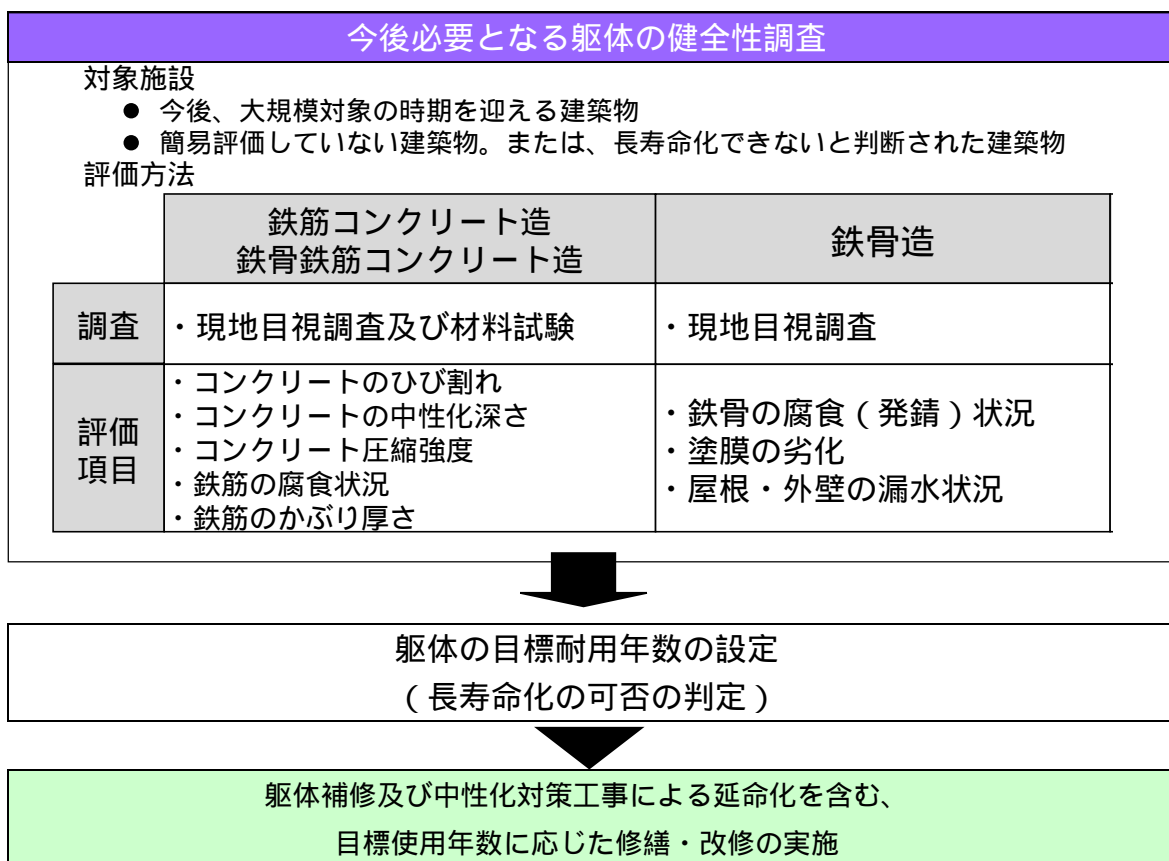 今後必要となる躯体の健全性調査
対象施設
● 今後、大規模対象の時期を迎える建築物
● 簡易評価していない建築物。または、長寿命化できないと判断された建築物
評価方法
鉄筋コンクリート造
鉄骨鉄筋コンクリート造
鉄骨造
調査
・現地目視調査及び材料試験
・現地目視調査
評価
項目
・コンクリートのひび割れ
・コンクリートの中性化深さ
・コンクリート圧縮強度
・鉄筋の腐食状況
・鉄筋のかぶり厚さ
・鉄骨の腐食（発錆）状況
・塗膜の劣化
・屋根・外壁の漏水状況
躯体の目標耐用年数の設定
（長寿命化の可否の判定）
躯体補修及び中性化対策工事による延命化を含む、
目標使用年数に応じた修繕・改修の実施